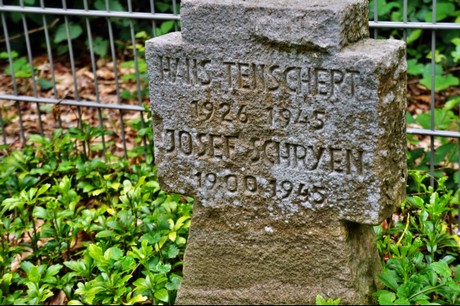 HANS TENSCHERT
1926 1945
JOSEF SCHRYEN
1900 1945